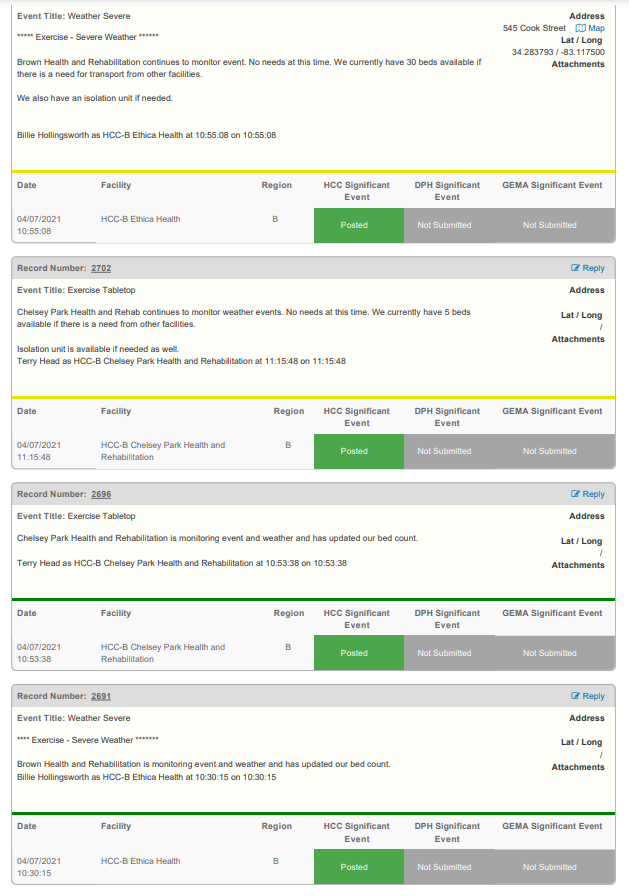 Event Title: Weather Severe
Address
***** Exercise - Severe Weather ******
545 Cook Street Map
Lat / Long
34.283793 / -83.117500
Attachments
Brown Health and Rehabilitation continues to monitor event. No needs at this time. We currently have 30 beds available if
there is a need for transport from other facilities.
We also have an isolation unit if needed.
Billie Hollingsworth as HCC-B Ethica Health at 10:55:08 on 10:55:08
Date Facility Region HCC Significant Event DPH Significant Event GEMA Significant Event
04/07/2021 10:55:08 HCC-B Ethica Health B Posted Not Submitted Not Submitted
Record Number: 2702 Reply
Event Title: Exercise Tabletop
Address
Chelsey Park Health and Rehab continues to monitor weather events. No needs at this time. We currently have 5 beds
available if there is a need from other facilities.
Lat / Long
/
Attachments
Isolation unit is available if needed as well.
Terry Head as HCC-B Chelsey Park Health and Rehabilitation at 11:15:48 on 11:15:48
Date Facility Region HCC Significant Event DPH Significant Event GEMA Significant Event
04/07/2021 11:15:48 HCC-B Chelsey Park Health and Rehabilitation B Posted Not Submitted Not Submitted
Record Number: 2696 Reply
Event Title: Exercise Tabletop
Address
Chelsey Park Health and Rehabilitation is monitoring event and weather and has updated our bed count.
Lat / Long
/
Attachments
Terry Head as HCC-B Chelsey Park Health and Rehabilitation at 10:53:38 on 10:53:38
Date Facility Region HCC Significant Event DPH Significant Event GEMA Significant Event
04/07/2021 10:53:38 HCC-B Chelsey Park Health and Rehabilitation B Posted Not Submitted Not Submitted
Record Number: 2691 Reply
Event Title: Weather Severe
Address
**** Exercise - Severe Weather *******
Lat / Long
/
Attachments
Brown Health and Rehabilitation is monitoring event and weather and has updated our bed count.
Billie Hollingsworth as HCC-B Ethica Health at 10:30:15 on 10:30:15
Date Facility Region HCC Significant Event DPH Significant Event GEMA Significant Event
04/07/2021 10:30:15 HCC-B Ethica Health B Posted Not Submitted Not Submitted